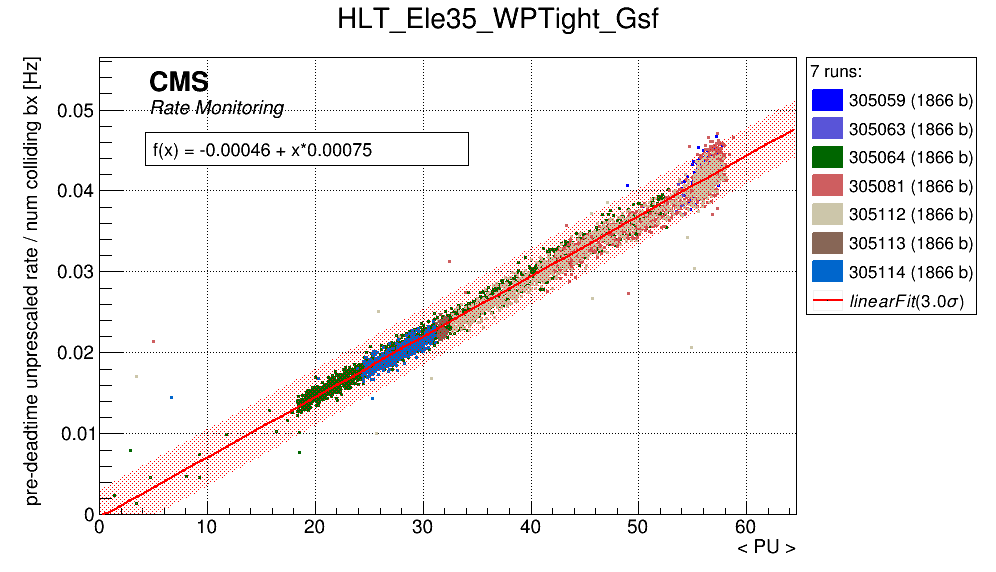 HLT_Ele35_WPTight_Gsf
pre-deadtime unprescaled rate / num colliding bx [Hz]
CMS
Rate Monitoring
f(x) = -0.00046 + x*0.00075
0.05
0.04
0.03
0.02
0.01
0
0 10 20 30 40 50 60
< PU >
7 runs:
305059 (1866 b)
305063 (1866 b)
305064 (1866 b)
305081 (1866 b)
305112 (1866 b)
305113 (1866 b)
305114 (1866 b)
linearFit(3.0σ)